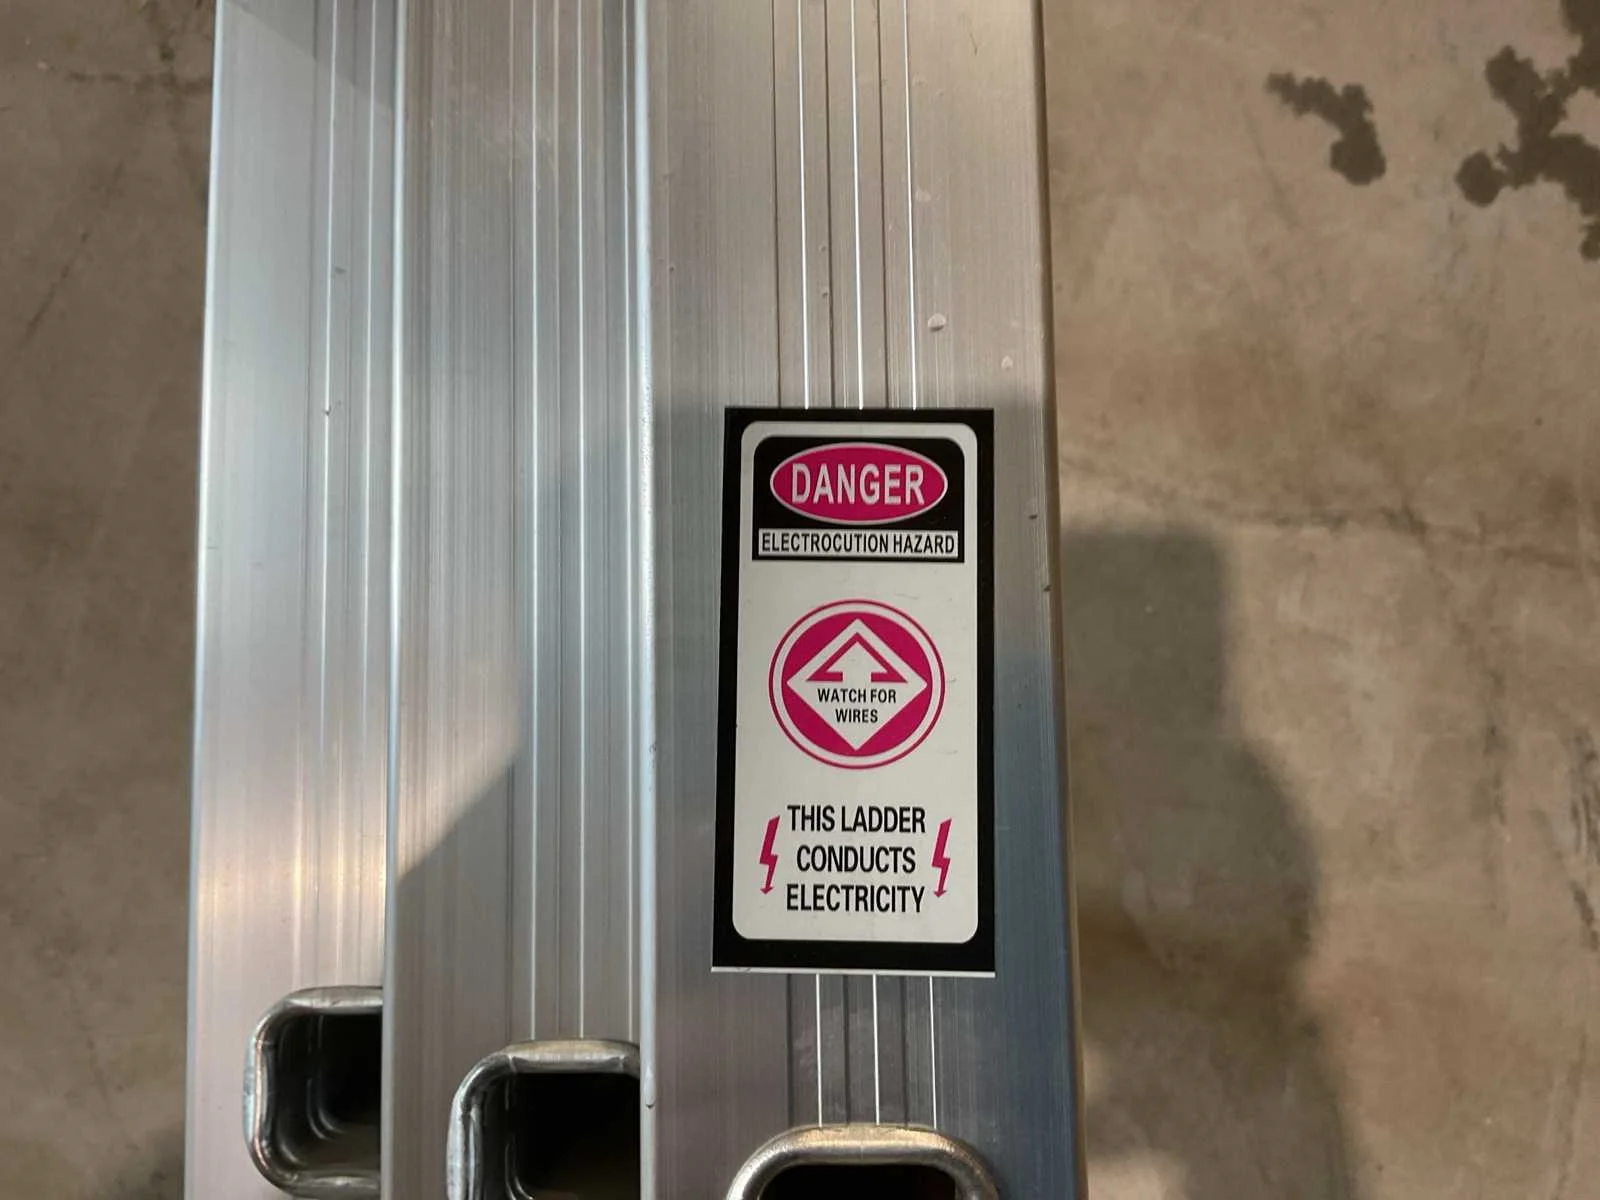 DANGER
ELECTROCUTION HAZARD
WATCH FOR
WIRES
THIS LADDER
CONDUCTS
ELECTRICITY